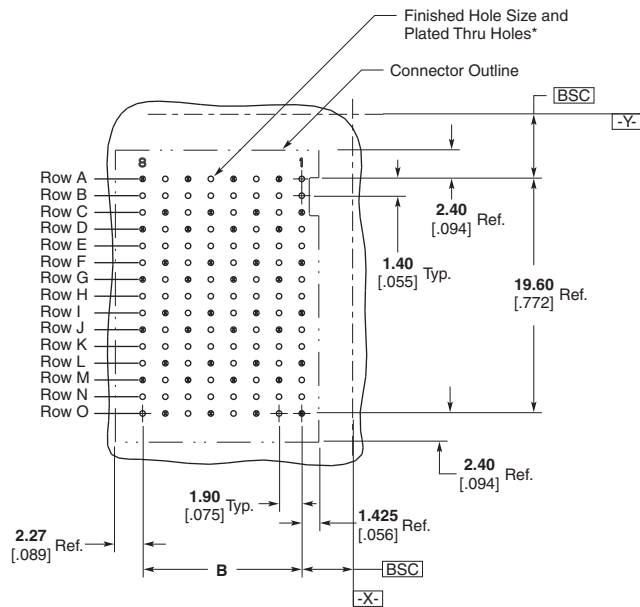 Finished Hole Size and
Plated Thru Holes*
Connector Outline
BSC
-Y-
8
1
Row A
Row B
Row C
Row D
Row E
Row F
Row G
Row H
Row I
Row J
Row K
Row L
Row M
Row N
Row O
2.40
[.094] Ref.
1.40
[.055] Typ.
19.60
[.772] Ref.
2.40
[.094] Ref.
1.90
[.075] Typ.
1.425
[.056] Ref.
2.27
[.089] Ref.
B
BSC
-X-